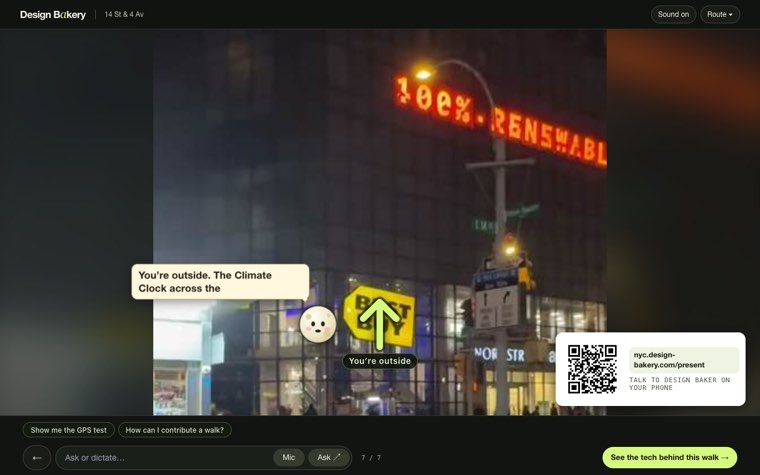 Design Bakery
14 St & 4 Av
Sound on
Route
100%-RENEWABL
You're outside. The Climate
Clock across the
BEST
BUY
You're outside
NORDSTR
nyc.design-
bakery.com/present
TALK TO DESIGN BAKER ON
YOUR PHONE
Show me the GPS test
How can I contribute a walk?
←
Ask or dictate...
Mic
Ask ↗
7 / 7
See the tech behind this walk →